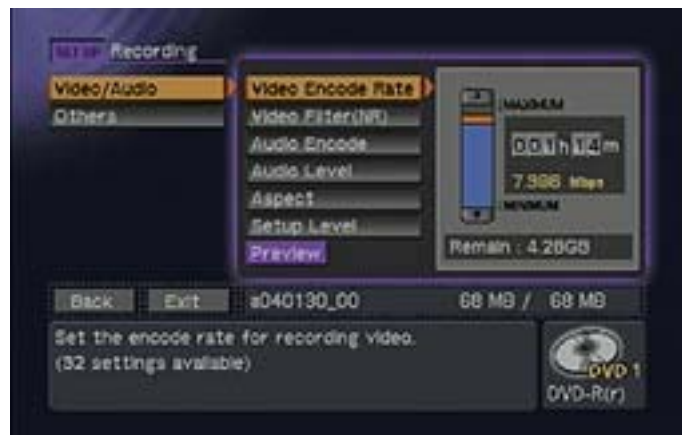 SETUP Recording
Video/Audio
Others
Video Encode Rate
Video Filter(NR)
Audio Encode
Audio Level
Aspect
Setup Level
Preview
MAXIMUM
001h14m
7.986 Mbps
MINIMUM
Remain : 4.28GB
Back Exit a040130_00 68 MB / 68 MB
Set the encode rate for recording video.
(32 settings available)
DVD 1
DVD-R(r)